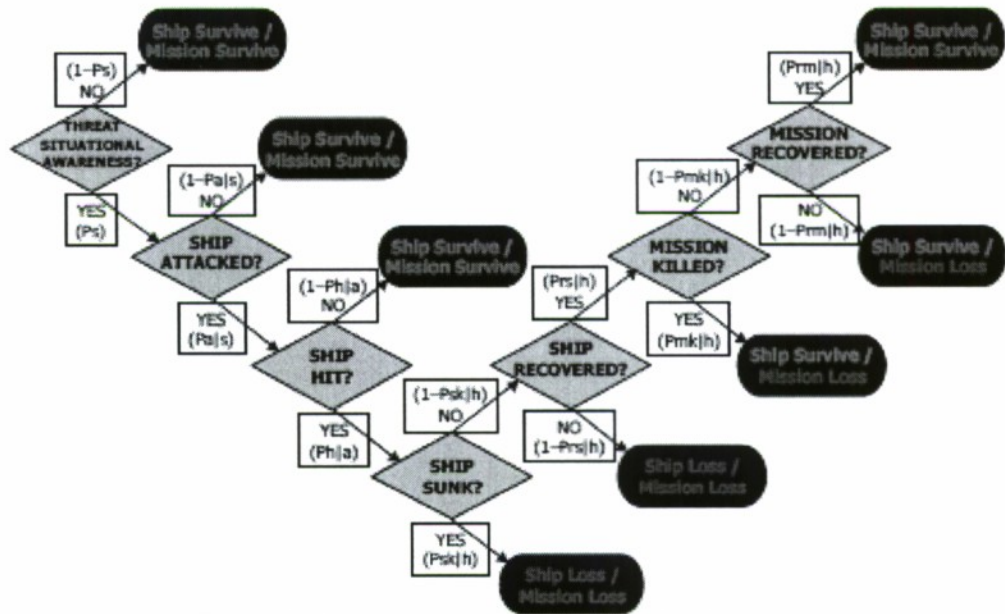 Ship Survive /
Mission Survive
(1-Ps)
NO
THREAT
SITUATIONAL
AWARENESS?
YES
(Ps)
Ship Survive /
Mission Survive
(1-Pa|s)
NO
SHIP
ATTACKED?
YES
(Pa|s)
Ship Survive /
Mission Survive
(1-Ph|a)
NO
SHIP
HIT?
YES
(Ph|a)
(1-Psk|h)
NO
SHIP
SUNK?
YES
(Psk|h)
Ship Loss /
Mission Loss
(Prs|h)
YES
SHIP
RECOVERED?
NO
(1-Prs|h)
Ship Loss /
Mission Loss
(1-Pmk|h)
NO
MISSION
KILLED?
YES
(Pmk|h)
Ship Survive /
Mission Loss
(Prm|h)
YES
MISSION
RECOVERED?
NO
(1-Prm|h)
Ship Survive /
Mission Survive
Ship Survive /
Mission Loss